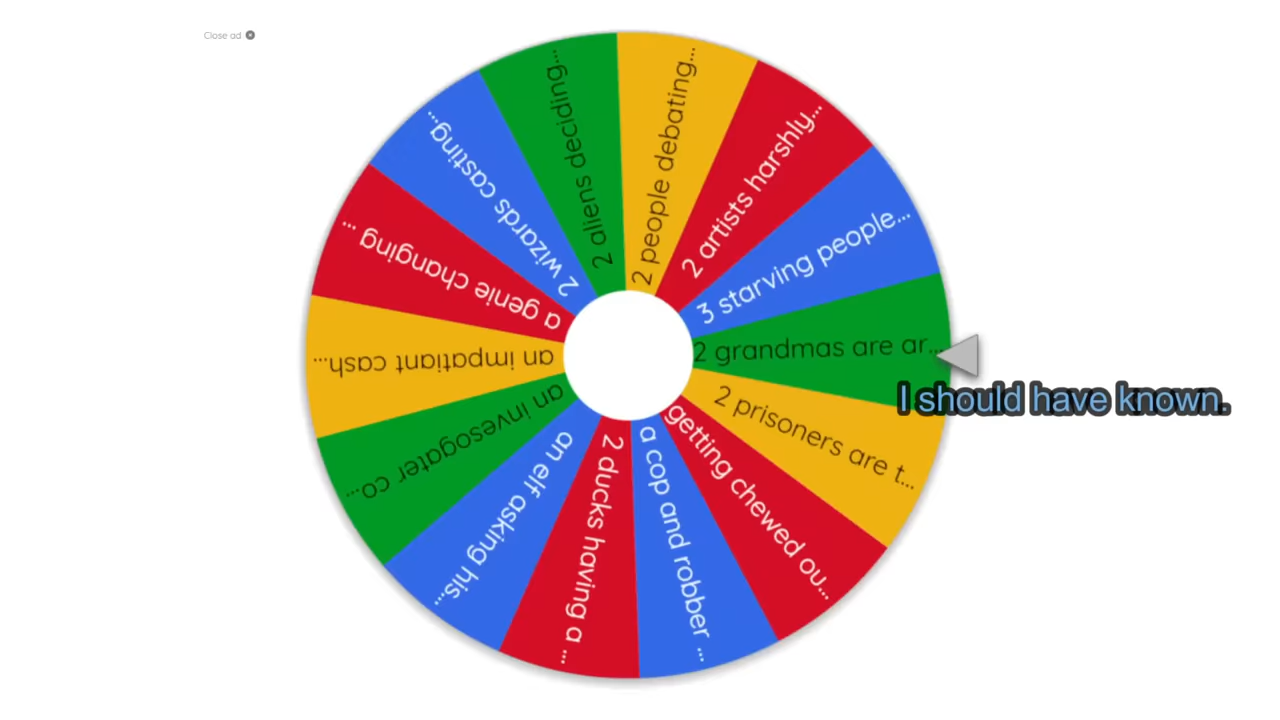 Close ad
2 people debating...
2 artists harshly...
3 starving people...
2 grandmas are ar...
2 prisoners are t...
getting chewed ou...
a cop and robber ...
2 ducks having a ...
an elf asking his...
an invesogater co...
an impatiant cash...
a genie changing ...
2 wizards casting...
2 aliens deciding...
I should have known.